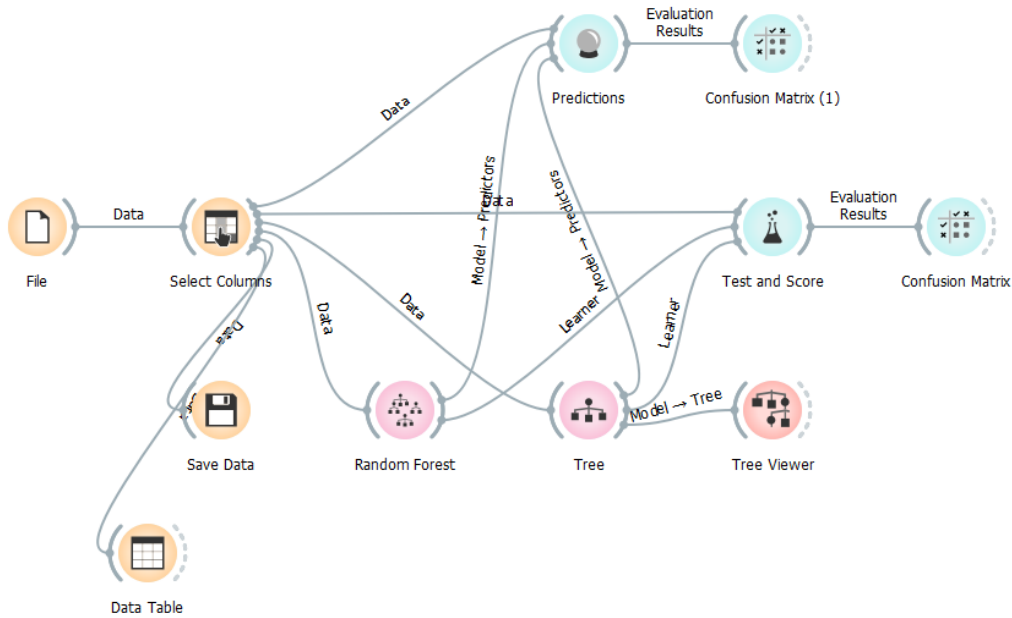 Evaluation
Results
Predictions
Confusion Matrix (1)
Data
Model → Predictors
Model → Predictors
Data
Data
Evaluation
Results
File
Select Columns
Test and Score
Confusion Matrix
Data
Data
Data
Learner
Learner
Data
Model → Tree
Save Data
Random Forest
Tree
Tree Viewer
Data Table